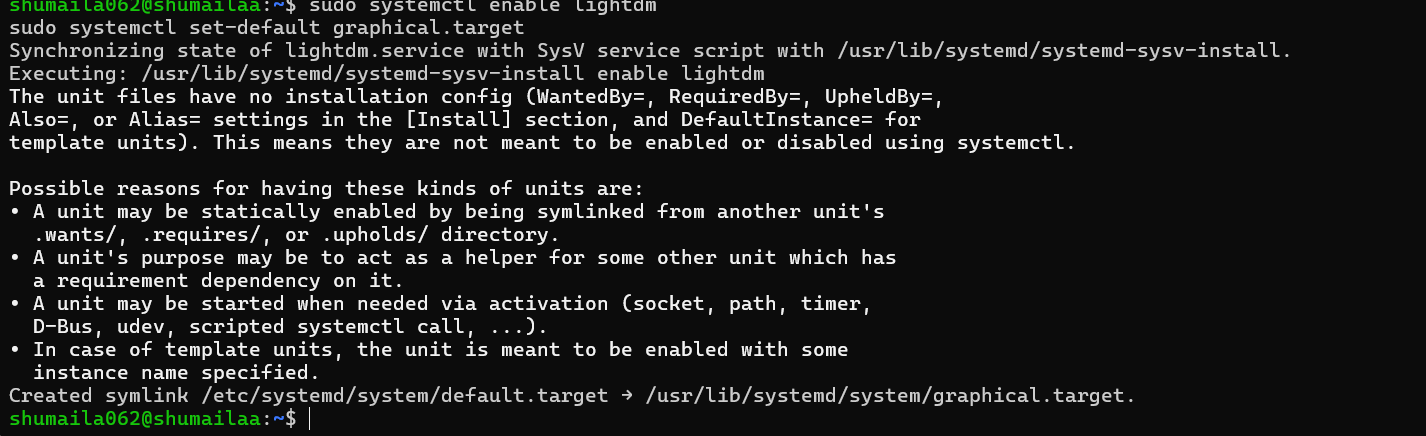 shumaila062@shumailaa:~$ sudo systemctl enable lightdm
sudo systemctl set-default graphical.target
Synchronizing state of lightdm.service with SysV service script with /usr/lib/systemd/systemd-sysv-install.
Executing: /usr/lib/systemd/systemd-sysv-install enable lightdm
The unit files have no installation config (WantedBy=, RequiredBy=, UpheldBy=,
Also=, or Alias= settings in the [Install] section, and DefaultInstance= for
template units). This means they are not meant to be enabled or disabled using systemctl.

Possible reasons for having these kinds of units are:
• A unit may be statically enabled by being symlinked from another unit's
  .wants/, .requires/, or .upholds/ directory.
• A unit's purpose may be to act as a helper for some other unit which has
  a requirement dependency on it.
• A unit may be started when needed via activation (socket, path, timer,
  D-Bus, udev, scripted systemctl call, ...).
• In case of template units, the unit is meant to be enabled with some
  instance name specified.
Created symlink /etc/systemd/system/default.target → /usr/lib/systemd/system/graphical.target.
shumaila062@shumailaa:~$